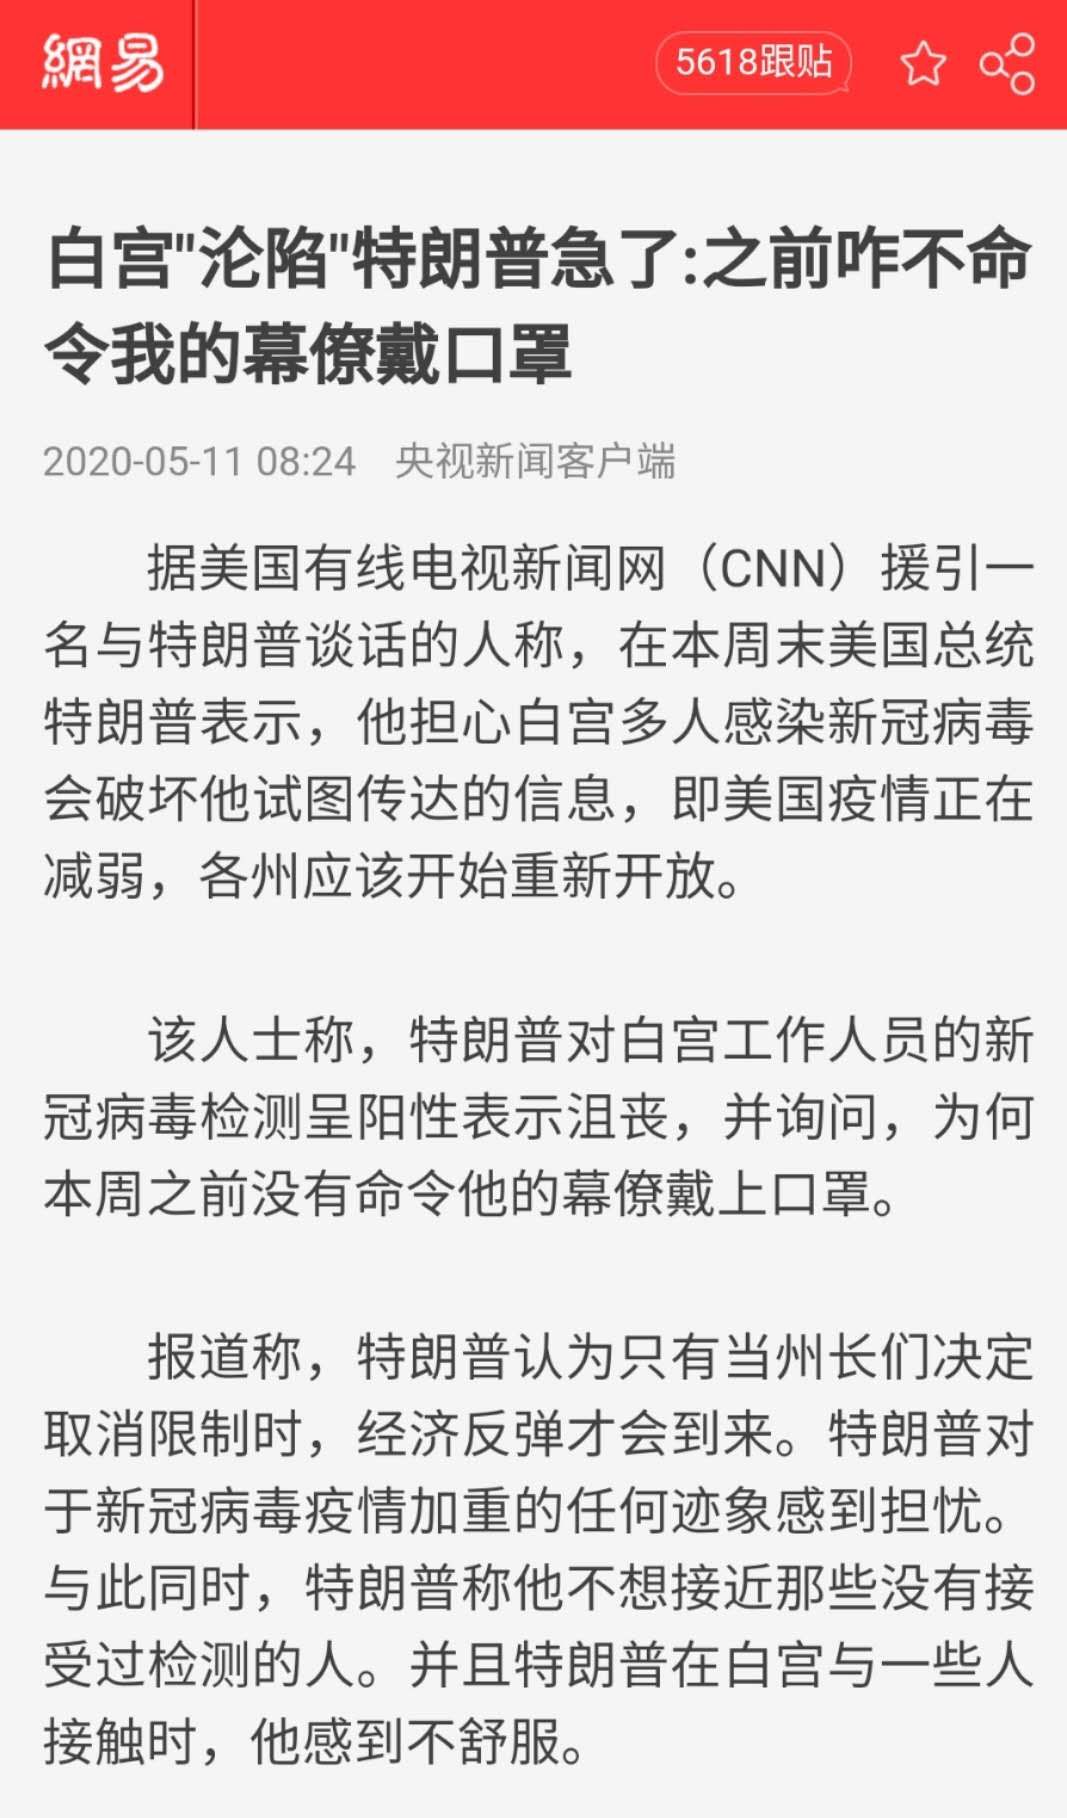 網易
5618跟贴
白宫"沦陷"特朗普急了:之前咋不命
令我的幕僚戴口罩
2020-05-11 08:24 央视新闻客户端
据美国有线电视新闻网（CNN）援引一
名与特朗普谈话的人称，在本周末美国总统
特朗普表示，他担心白宫多人感染新冠病毒
会破坏他试图传达的信息，即美国疫情正在
减弱，各州应该开始重新开放。
该人士称，特朗普对白宫工作人员的新
冠病毒检测呈阳性表示沮丧，并询问，为何
本周之前没有命令他的幕僚戴上口罩。
报道称，特朗普认为只有当州长们决定
取消限制时，经济反弹才会到来。特朗普对
于新冠病毒疫情加重的任何迹象感到担忧。
与此同时，特朗普称他不想接近那些没有接
受过检测的人。并且特朗普在白宫与一些人
接触时，他感到不舒服。